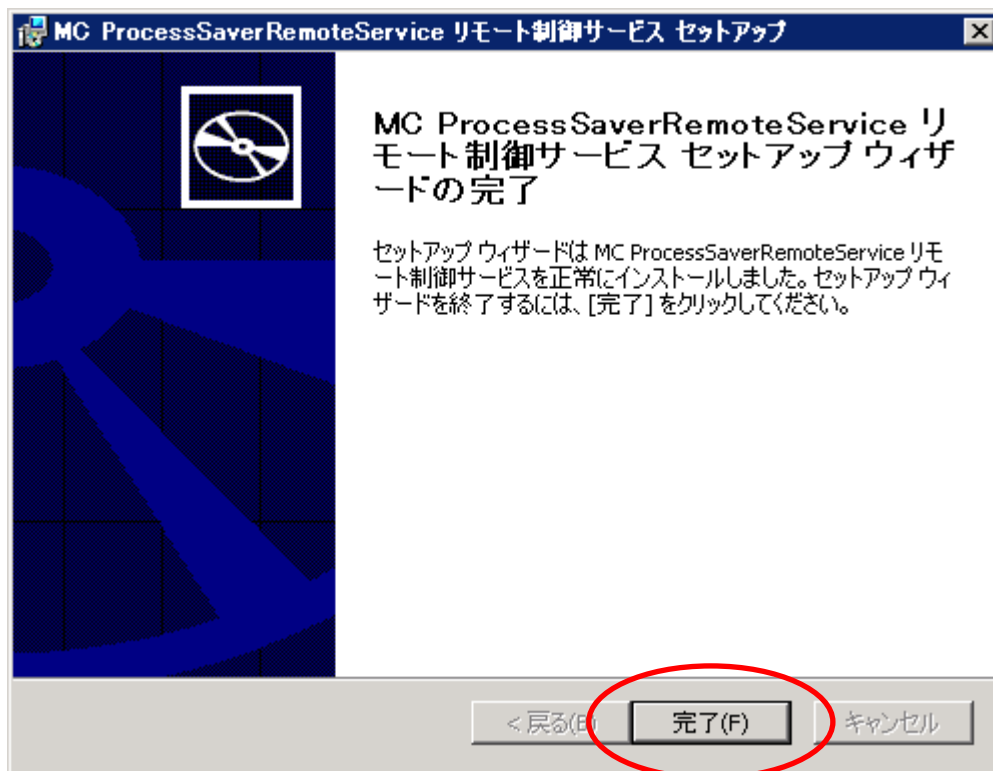 MC ProcessSaverRemoteService リモート制御サービス セットアップ
MC ProcessSaverRemoteService リ
モート制御サービス セットアップ ウィザ
ードの完了
セットアップ ウィザードは MC ProcessSaverRemoteService リモ
ート制御サービスを正常にインストールしました。セットアップ ウィ
ザードを終了するには、[完了] をクリックしてください。
< 戻る(B) 完了(F) キャンセル